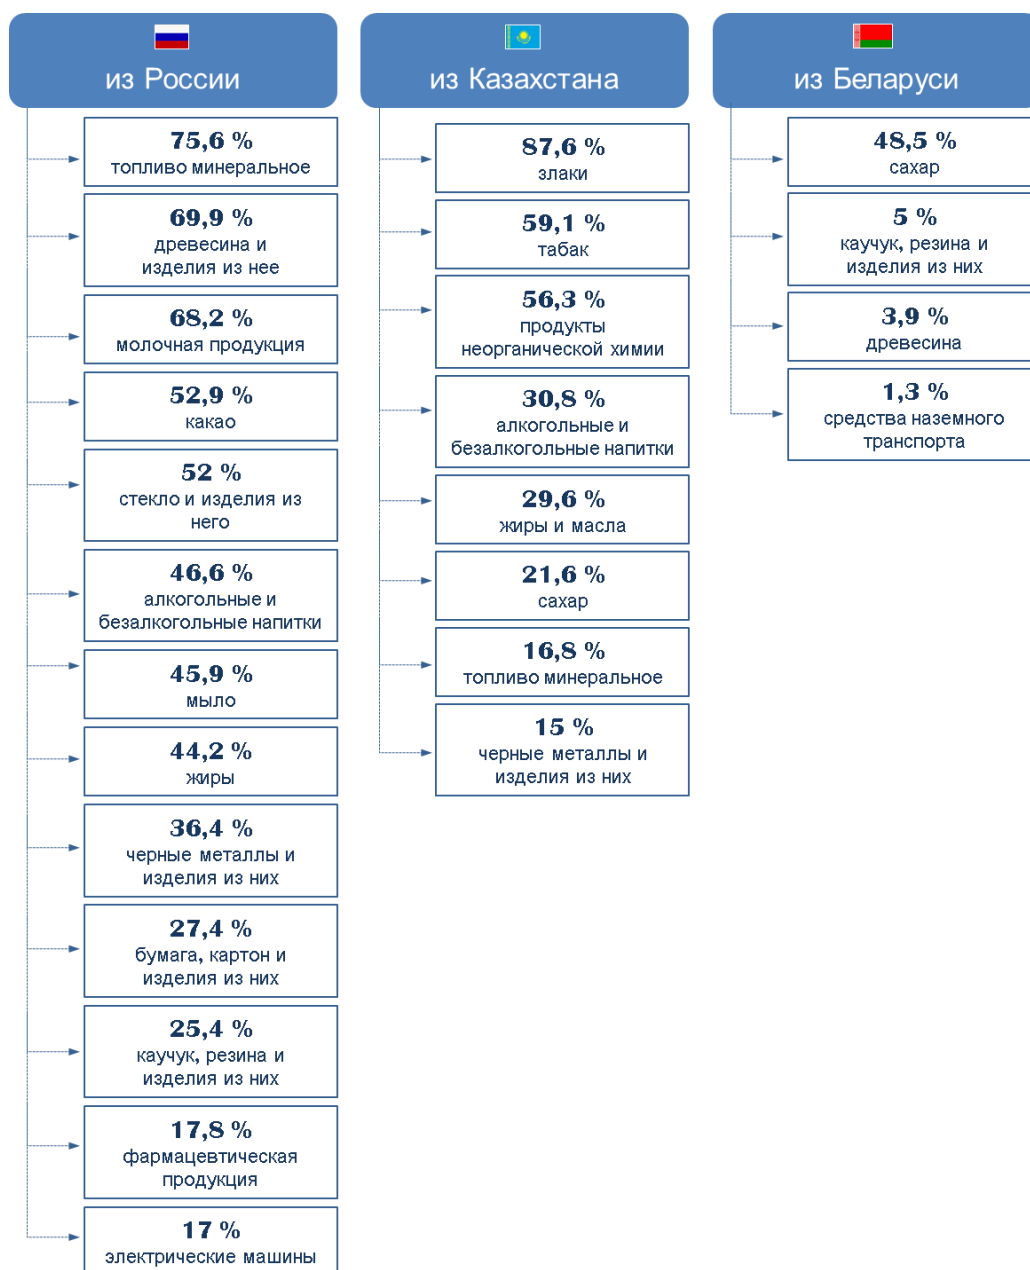 из России
75,6 %
топливо минеральное
69,9 %
древесина и
изделия из нее
68,2 %
молочная продукция
52,9 %
какао
52 %
стекло и изделия из
него
46,6 %
алкогольные и
безалкогольные напитки
45,9 %
мыло
44,2 %
жиры
36,4 %
черные металлы и
изделия из них
27,4 %
бумага, картон и
изделия из них
25,4 %
каучук, резина и
изделия из них
17,8 %
фармацевтическая
продукция
17 %
электрические машины
из Казахстана
87,6 %
злаки
59,1 %
табак
56,3 %
продукты
неорганической химии
30,8 %
алкогольные и
безалкогольные напитки
29,6 %
жиры и масла
21,6 %
сахар
16,8 %
топливо минеральное
15 %
черные металлы и
изделия из них
из Беларуси
48,5 %
сахар
5 %
каучук, резина и
изделия из них
3,9 %
древесина
1,3 %
средства наземного
транспорта